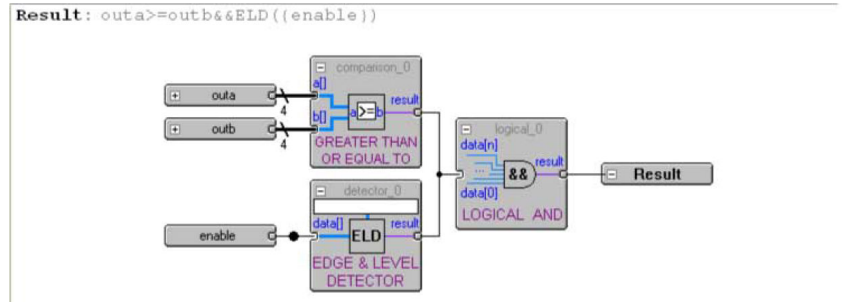 Result: outa>=outb&&ELD((enable))
comparison_0
a[]
outa
4
result
a>=b
b[]
outb
4
GREATER THAN
OR EQUAL TO
logical_0
data[n]
...
&&
result
Result
data[0]
LOGICAL AND
detector_0
data[]
result
enable
ELD
EDGE & LEVEL
DETECTOR